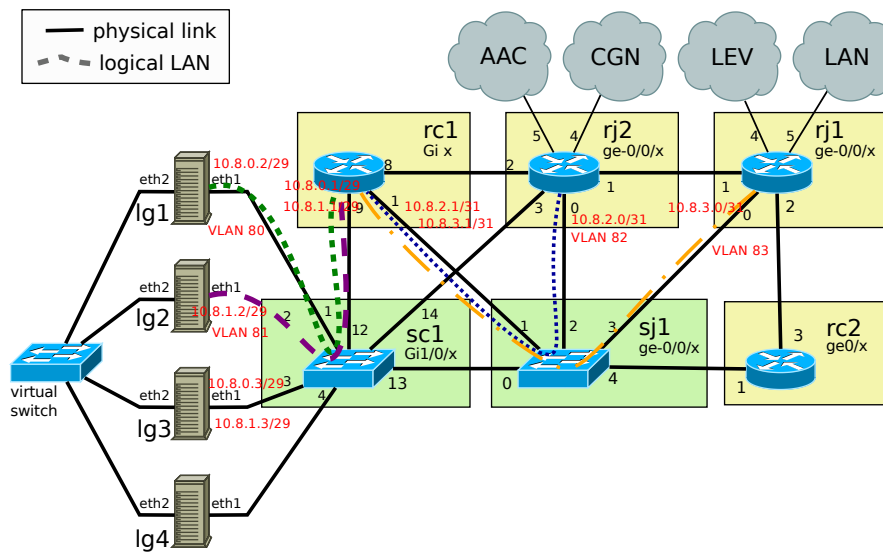 physical link
logical LAN
AAC
CGN
LEV
LAN
rc1
Gi x
rj2
ge-0/0/x
rj1
ge-0/0/x
5
4
4
5
8
2
1
1
10.8.0.2/29
eth2
eth1
lg1
10.8.0.1/29
10.8.1.1/29
9
1
10.8.2.1/31
10.8.3.1/31
3
0
10.8.2.0/31
VLAN 82
10.8.3.0/31
0
2
VLAN 80
VLAN 83
eth2
eth1
lg2
10.8.1.2/29
VLAN 81
2
1
12
14
sc1
Gi1/0/x
1
2
3
sj1
ge-0/0/x
3
rc2
ge0/x
virtual
switch
eth2
eth1
lg3
10.8.0.3/29
10.8.1.3/29
3
4
13
0
4
1
eth2
eth1
lg4